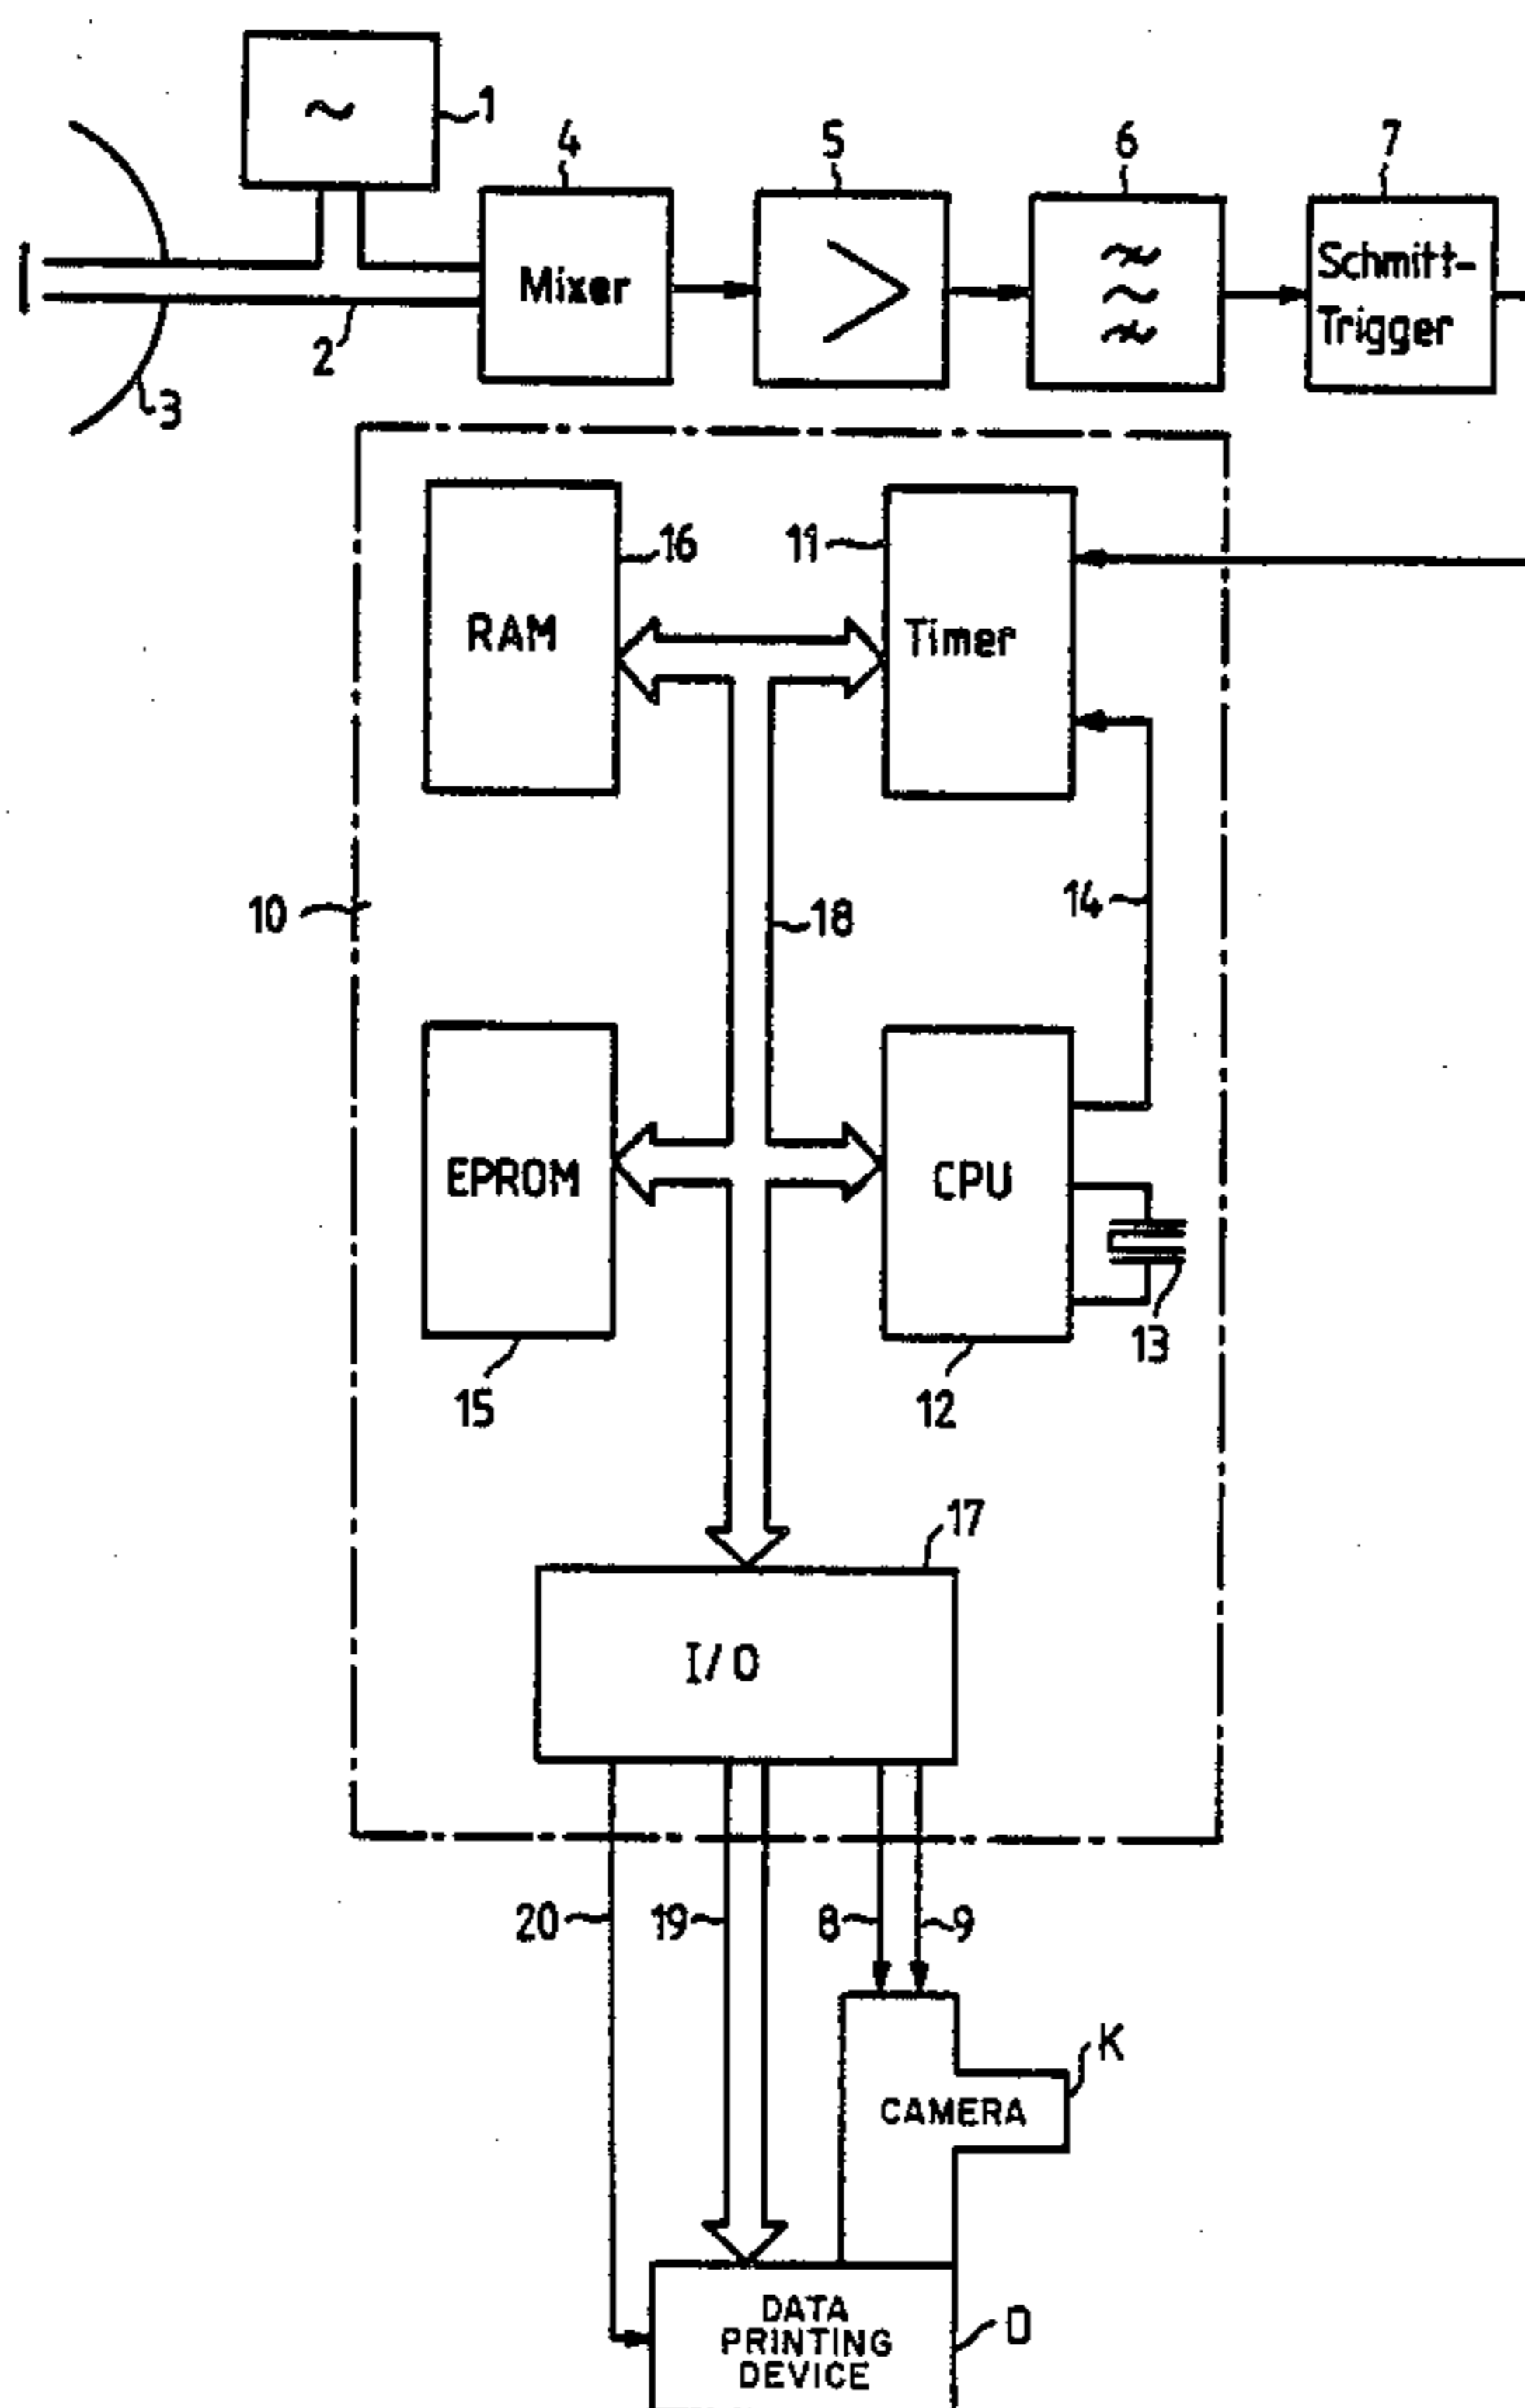 ~
1
4
5
6
7
Mixer
>
Schmitt-
Trigger
2
3
16
11
RAM
Timer
10
18
14
EPROM
CPU
13
15
12
17
I/O
20
19
8
9
K
CAMERA
DATA
PRINTING
DEVICE
D